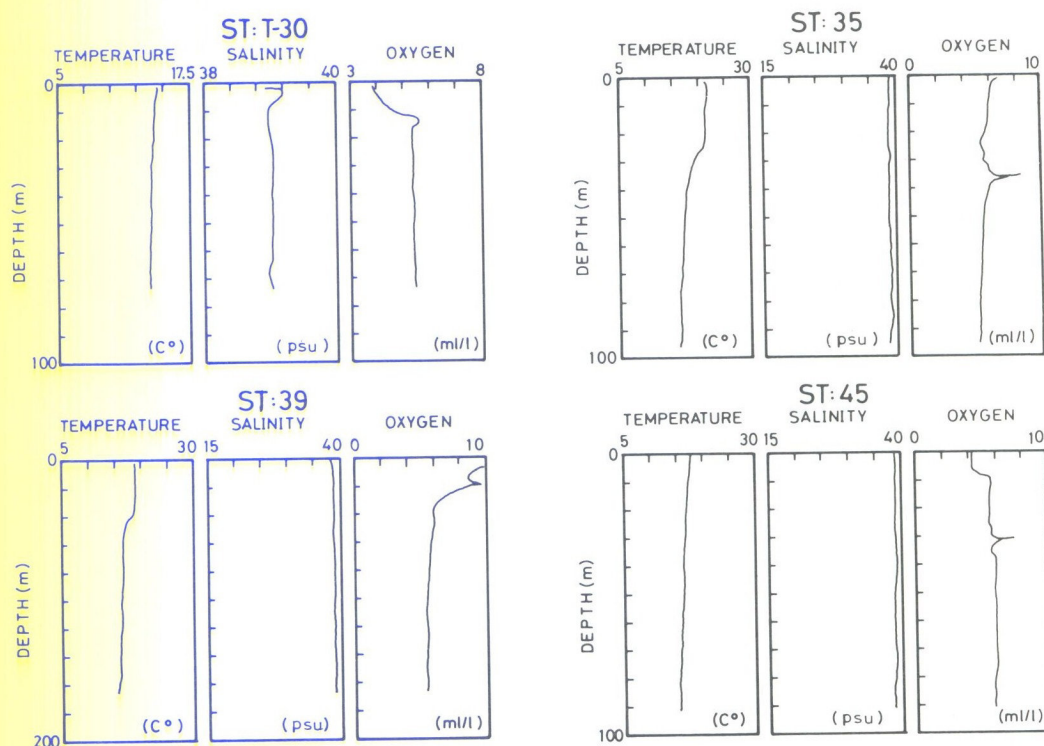 ST: T-30
TEMPERATURE SALINITY OXYGEN
5 17.5 38 40 3 8
0
DEPTH (m)
100
(C°) (psu) (ml/l)
ST: 35
TEMPERATURE SALINITY OXYGEN
5 30 15 40 0 10
0
DEPTH (m)
100
(C°) (psu) (ml/l)
ST: 39
TEMPERATURE SALINITY OXYGEN
5 30 15 40 0 10
0
DEPTH (m)
200
(C°) (psu) (ml/l)
ST: 45
TEMPERATURE SALINITY OXYGEN
5 30 15 40 0 10
0
DEPTH (m)
100
(C°) (psu) (ml/l)